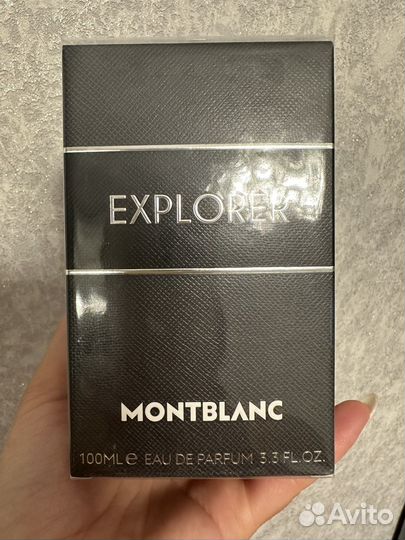 EXPLORER
MONTBLANC
100ML ℮ EAU DE PARFUM 3.3 FL.OZ.
Avito